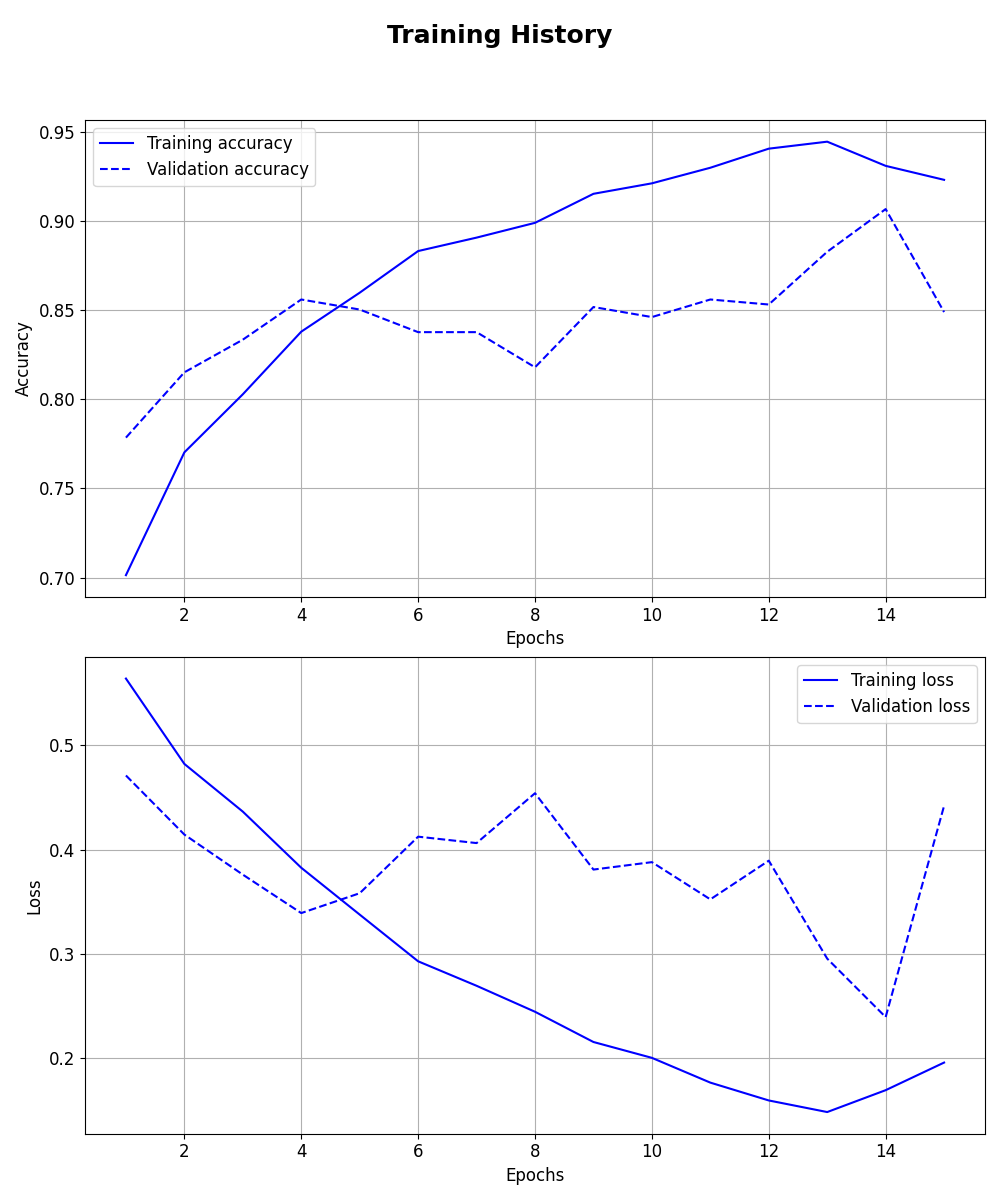 Training History
0.95
0.90
0.85
0.80
0.75
0.70
Accuracy
Training accuracy
Validation accuracy
2 4 6 8 10 12 14
Epochs
0.5
0.4
0.3
0.2
Loss
Training loss
Validation loss
2 4 6 8 10 12 14
Epochs